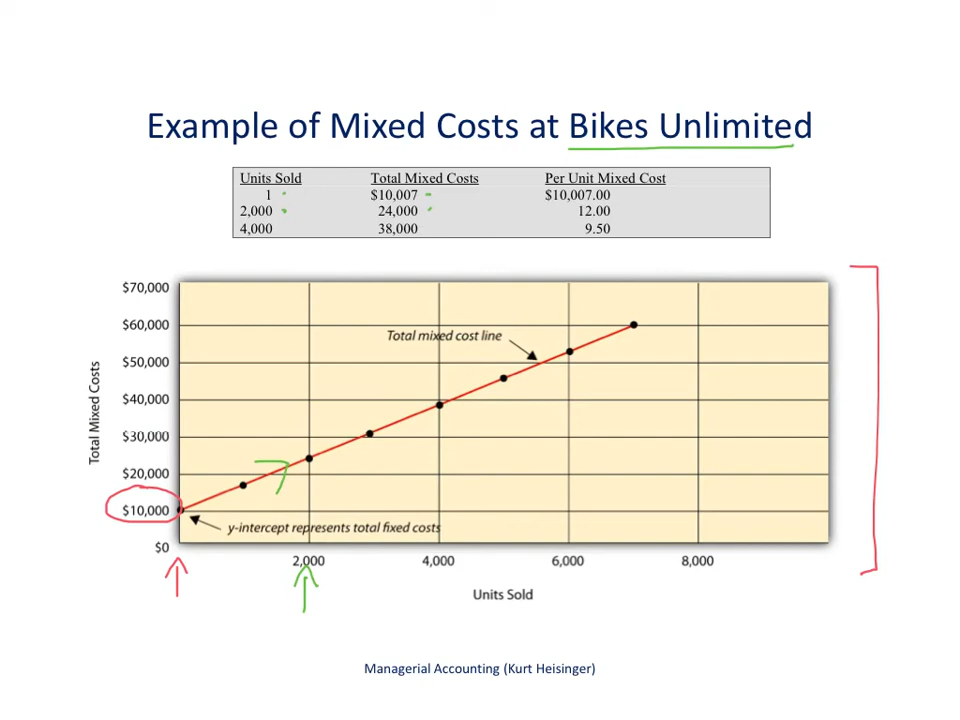 Example of Mixed Costs at Bikes Unlimited
Units Sold Total Mixed Costs Per Unit Mixed Cost
1 $10,007 $10,007.00
2,000 24,000 12.00
4,000 38,000 9.50
$70,000
$60,000
$50,000
$40,000
$30,000
$20,000
$10,000
$0
Total Mixed Costs
Total mixed cost line
y-intercept represents total fixed costs
2,000 4,000 6,000 8,000
Units Sold
Managerial Accounting (Kurt Heisinger)